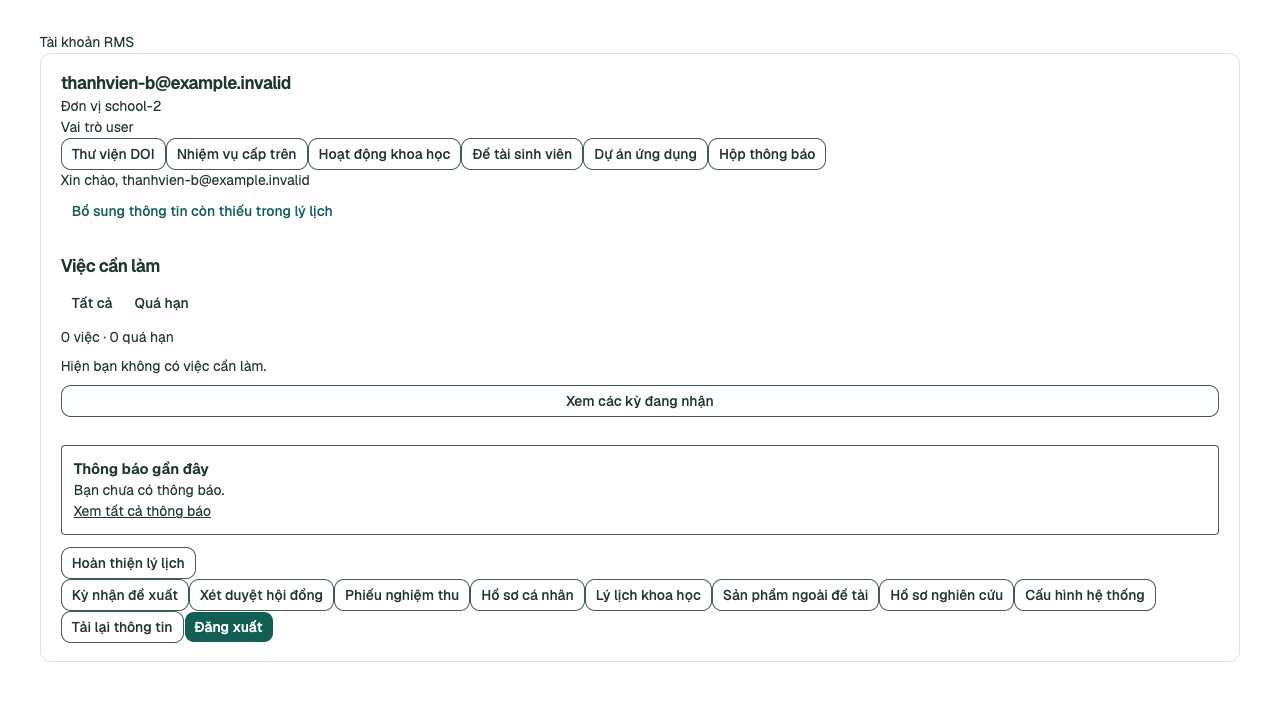 Tài khoản RMS
thanhvien-b@example.invalid
Đơn vị school-2
Vai trò user
Thư viện DOI Nhiệm vụ cấp trên Hoạt động khoa học Đề tài sinh viên Dự án ứng dụng Hộp thông báo
Xin chào, thanhvien-b@example.invalid
Bổ sung thông tin còn thiếu trong lý lịch
Việc cần làm
Tất cả Quá hạn
0 việc · 0 quá hạn
Hiện bạn không có việc cần làm.
Xem các kỳ đang nhận
Thông báo gần đây
Bạn chưa có thông báo.
Xem tất cả thông báo
Hoàn thiện lý lịch
Kỳ nhận đề xuất Xét duyệt hội đồng Phiếu nghiệm thu Hồ sơ cá nhân Lý lịch khoa học Sản phẩm ngoài đề tài Hồ sơ nghiên cứu Cấu hình hệ thống
Tải lại thông tin Đăng xuất